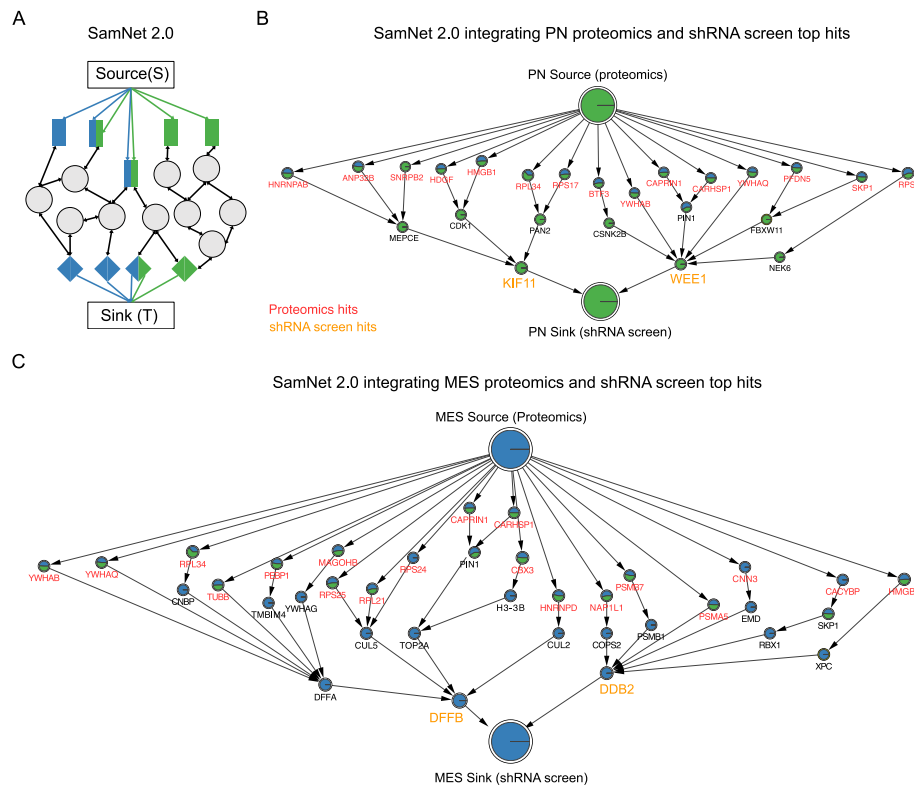 A
SamNet 2.0
Source(S)
Sink (T)
B
SamNet 2.0 integrating PN proteomics and shRNA screen top hits
PN Source (proteomics)
HNRNPAB
ANP32B
SNRPB2
HDGF
HMGB1
RPL34
RPS17
BTF3
YWHAB
CAPRIN1
CARHSP1
YWHAQ
PFDN5
SKP1
RPS
MEPCE
CDK1
PAN2
CSNK2B
PIN1
FBXW11
NEK6
KIF11
WEE1
Proteomics hits
shRNA screen hits
PN Sink (shRNA screen)
C
SamNet 2.0 integrating MES proteomics and shRNA screen top hits
MES Source (Proteomics)
CAPRIN1
CARHSP1
YWHAB
YWHAQ
RPL34
TUBB
PEBP1
MAGOHB
RPS25
RPL21
RPS24
PIN1
CBX3
HNRNPD
NAP1L1
PSMB7
PSMA5
CNN3
CACYBP
HMGB
CNBP
TMBIM4
YWHAG
CUL5
TOP2A
H3-3B
CUL2
COPS2
PSMB1
EMD
RBX1
SKP1
XPC
DFFA
DFFB
DDB2
MES Sink (shRNA screen)